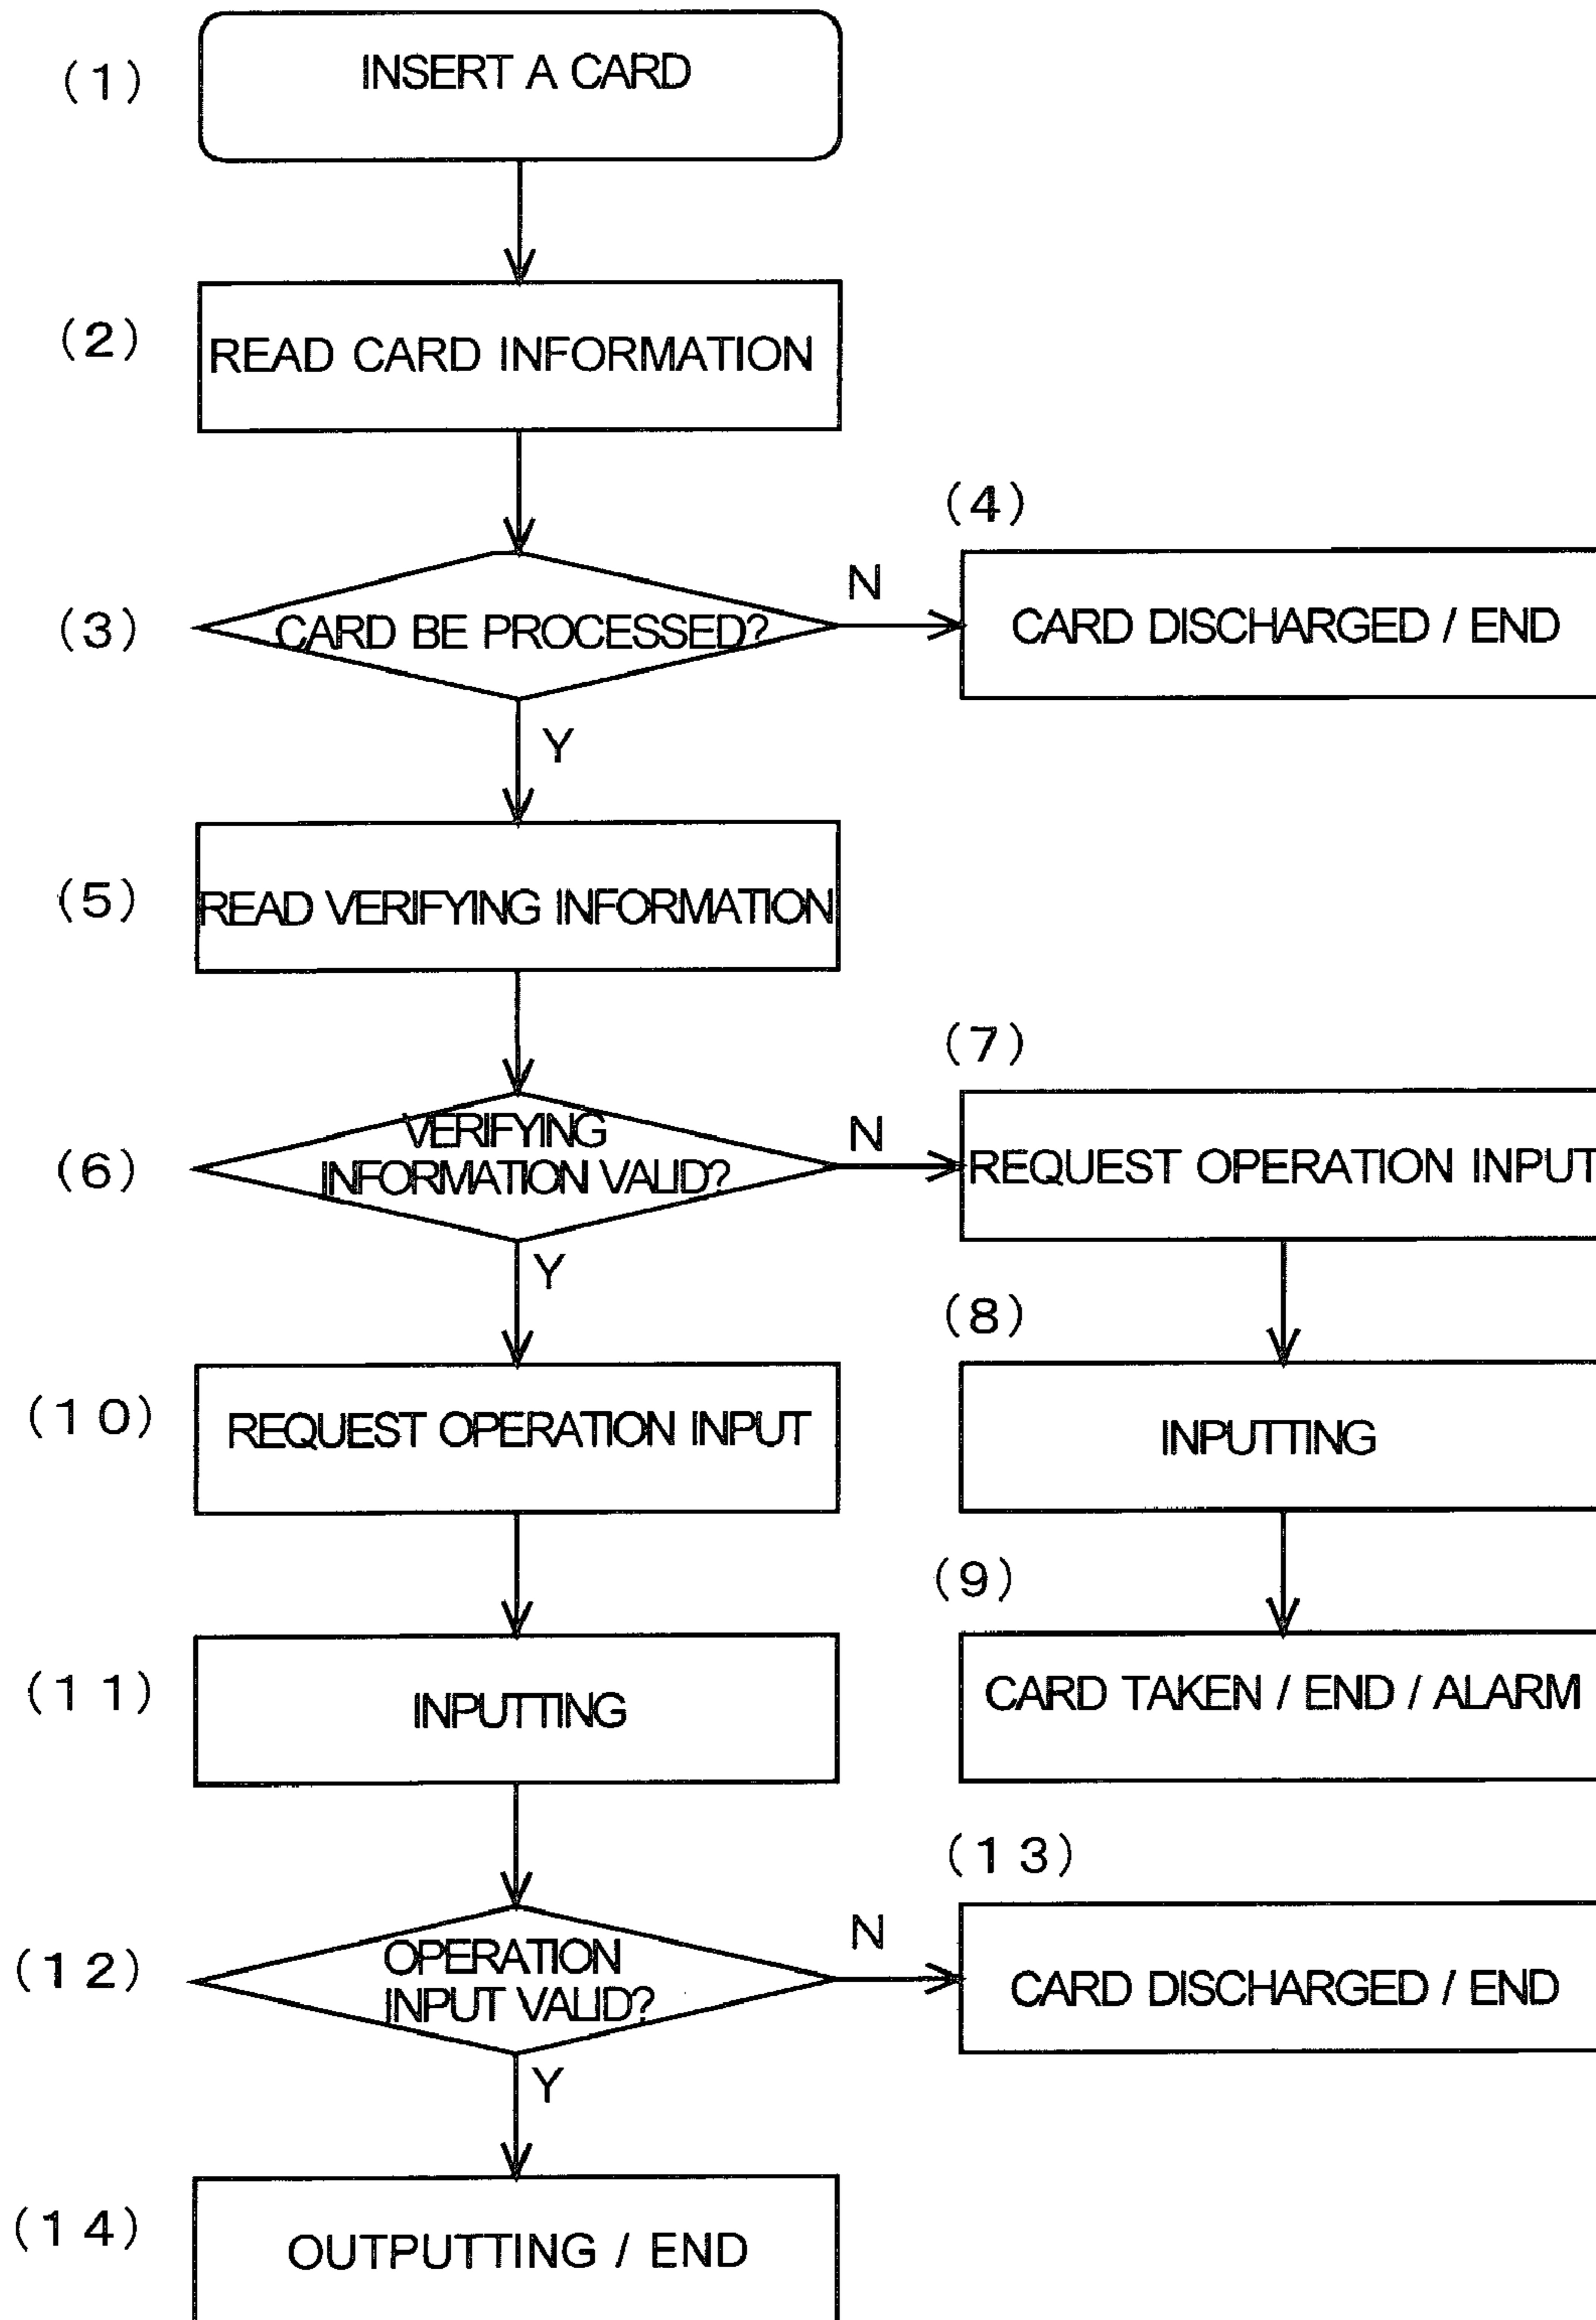 (1)
INSERT A CARD
(2)
READ CARD INFORMATION
(3)
CARD BE PROCESSED?
N
(4)
CARD DISCHARGED / END
Y
(5)
READ VERIFYING INFORMATION
(6)
VERIFYING
INFORMATION VALID?
N
(7)
REQUEST OPERATION INPUT
(8)
INPUTTING
(9)
CARD TAKEN / END / ALARM
Y
(10)
REQUEST OPERATION INPUT
(11)
INPUTTING
(12)
OPERATION
INPUT VALID?
N
(13)
CARD DISCHARGED / END
Y
(14)
OUTPUTTING / END